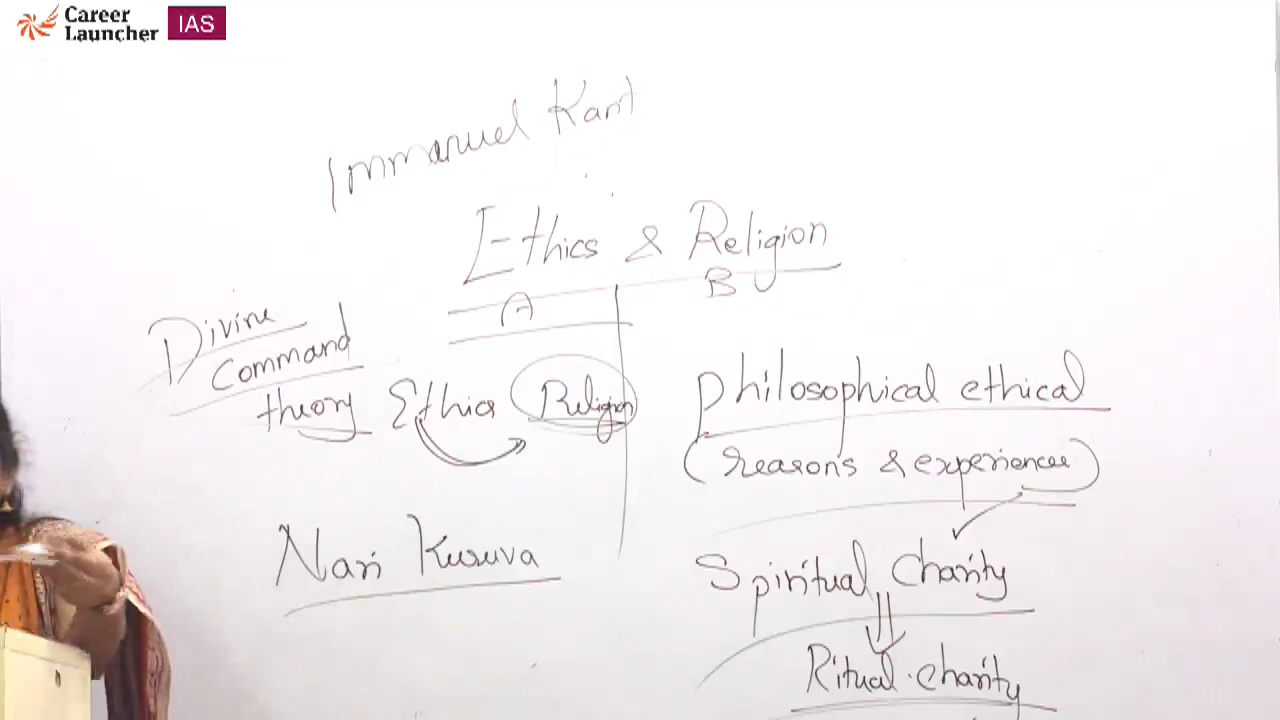 Career
Launcher
IAS
Immanuel Kant
Ethics & Religion
A
B
Divine
command
theory
Ethics Religion
Philosophical ethical
(reasons & experiences)
Nari Kuruva
Spiritual Charity
Ritual charity